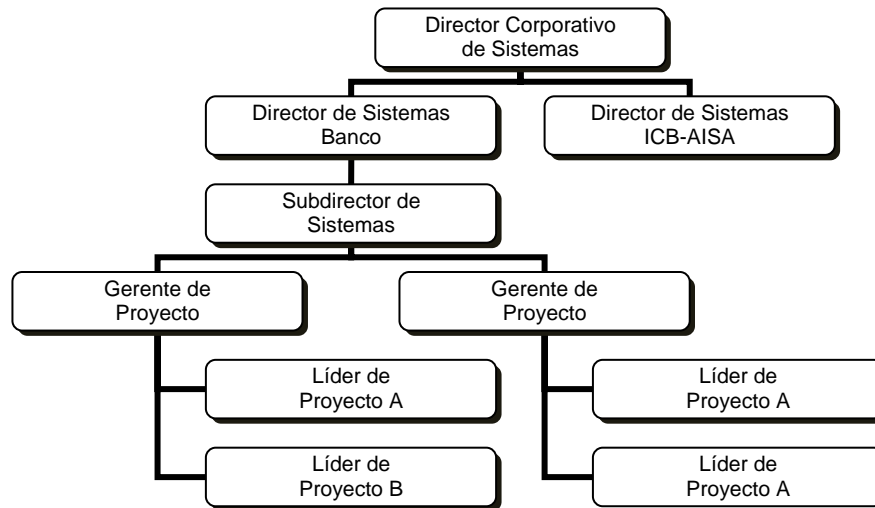 Director Corporativo
de Sistemas
Director de Sistemas
Banco
Director de Sistemas
ICB-AISA
Subdirector de
Sistemas
Gerente de
Proyecto
Gerente de
Proyecto
Líder de
Proyecto A
Líder de
Proyecto A
Líder de
Proyecto B
Líder de
Proyecto A